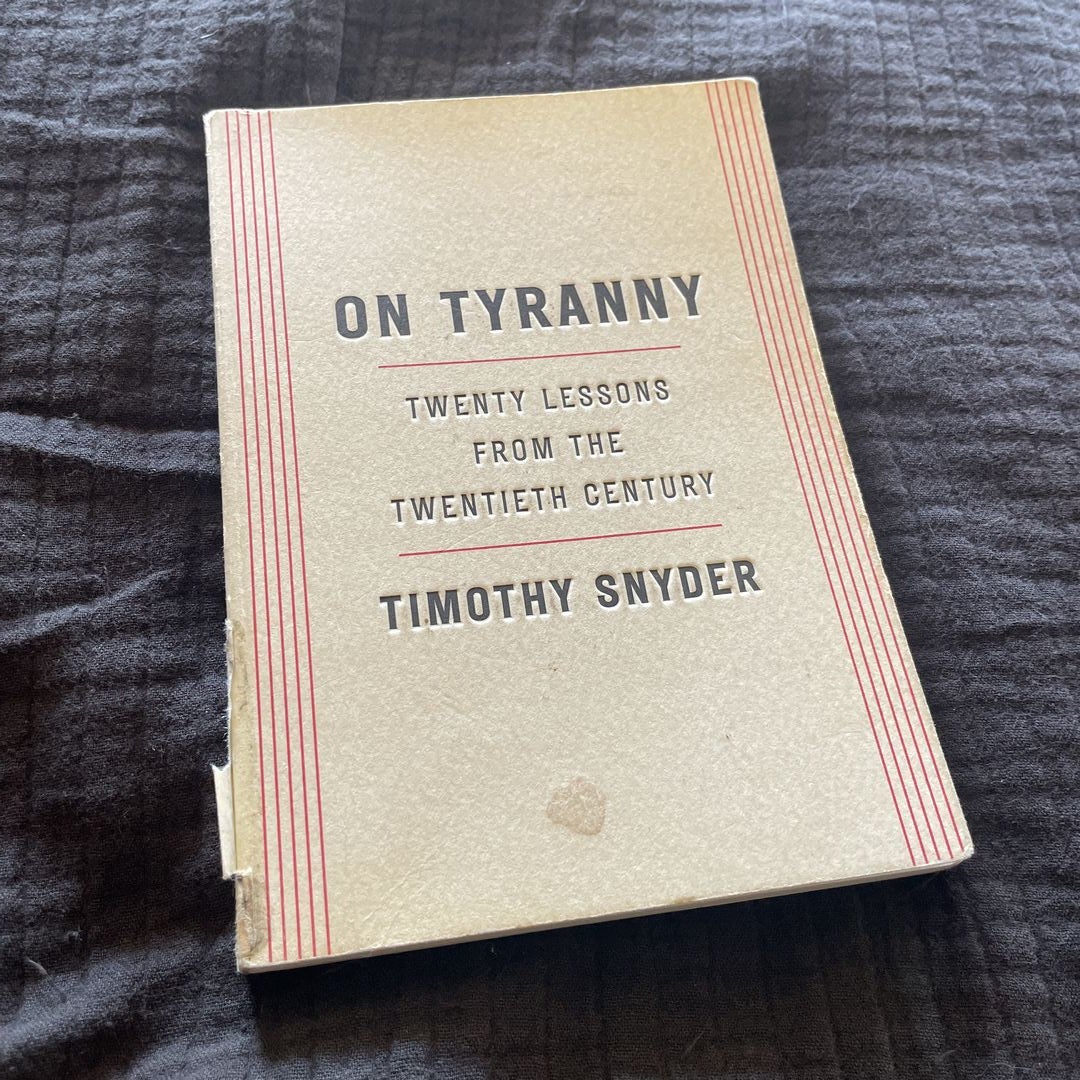 ON TYRANNY
TWENTY LESSONS
FROM THE
TWENTIETH CENTURY
TIMOTHY SNYDER